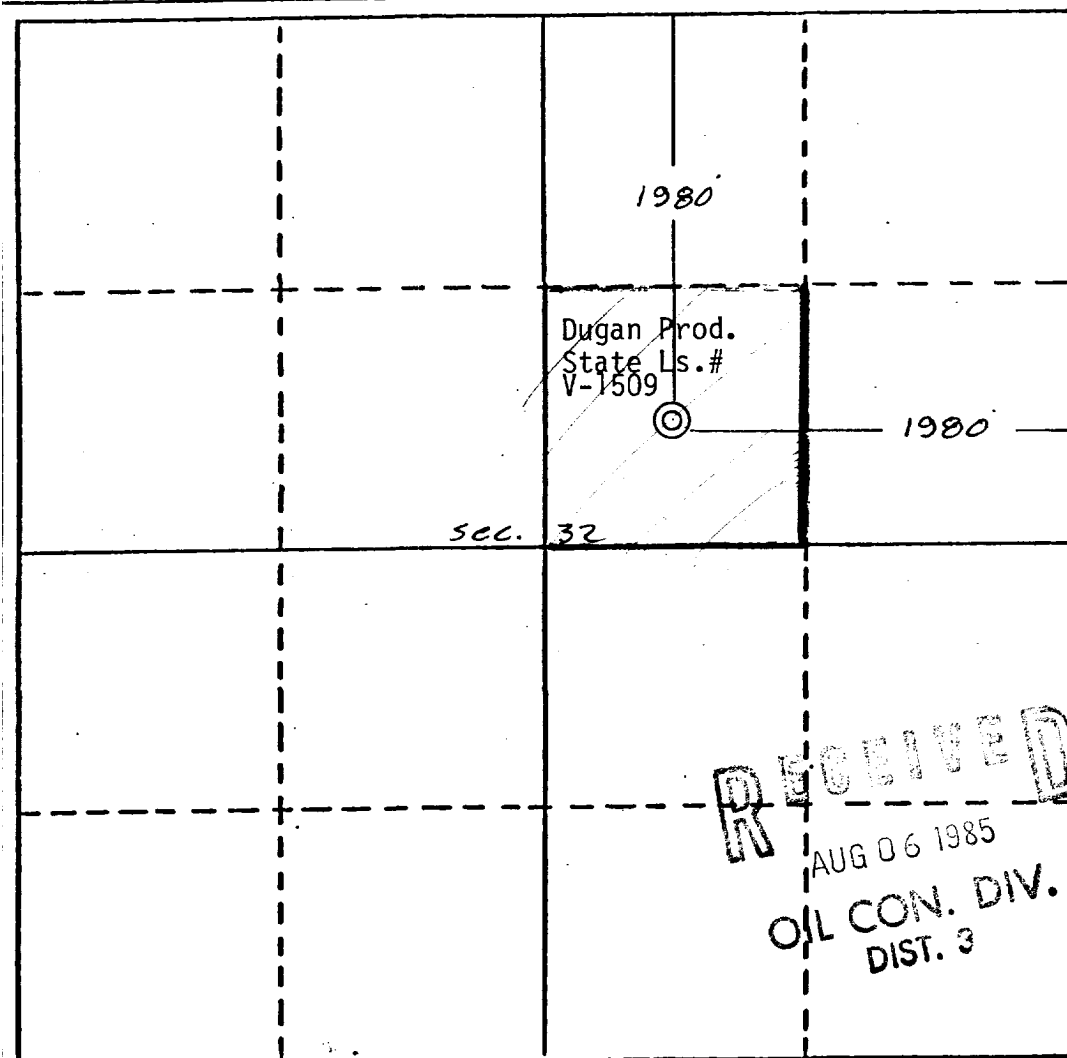 1980'
Dugan Prod.
State Ls.#
V-1509
1980'
sec. 32
RECEIVED
AUG 06 1985
OIL CON. DIV.
DIST. 3